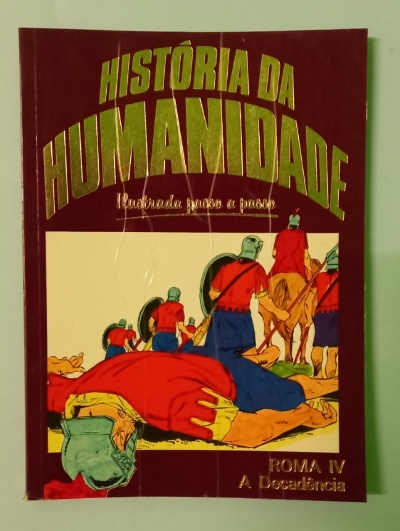 HISTÓRIA DA
HUMANIDADE
Ilustrada passo a passo
ROMA IV
A Decadência